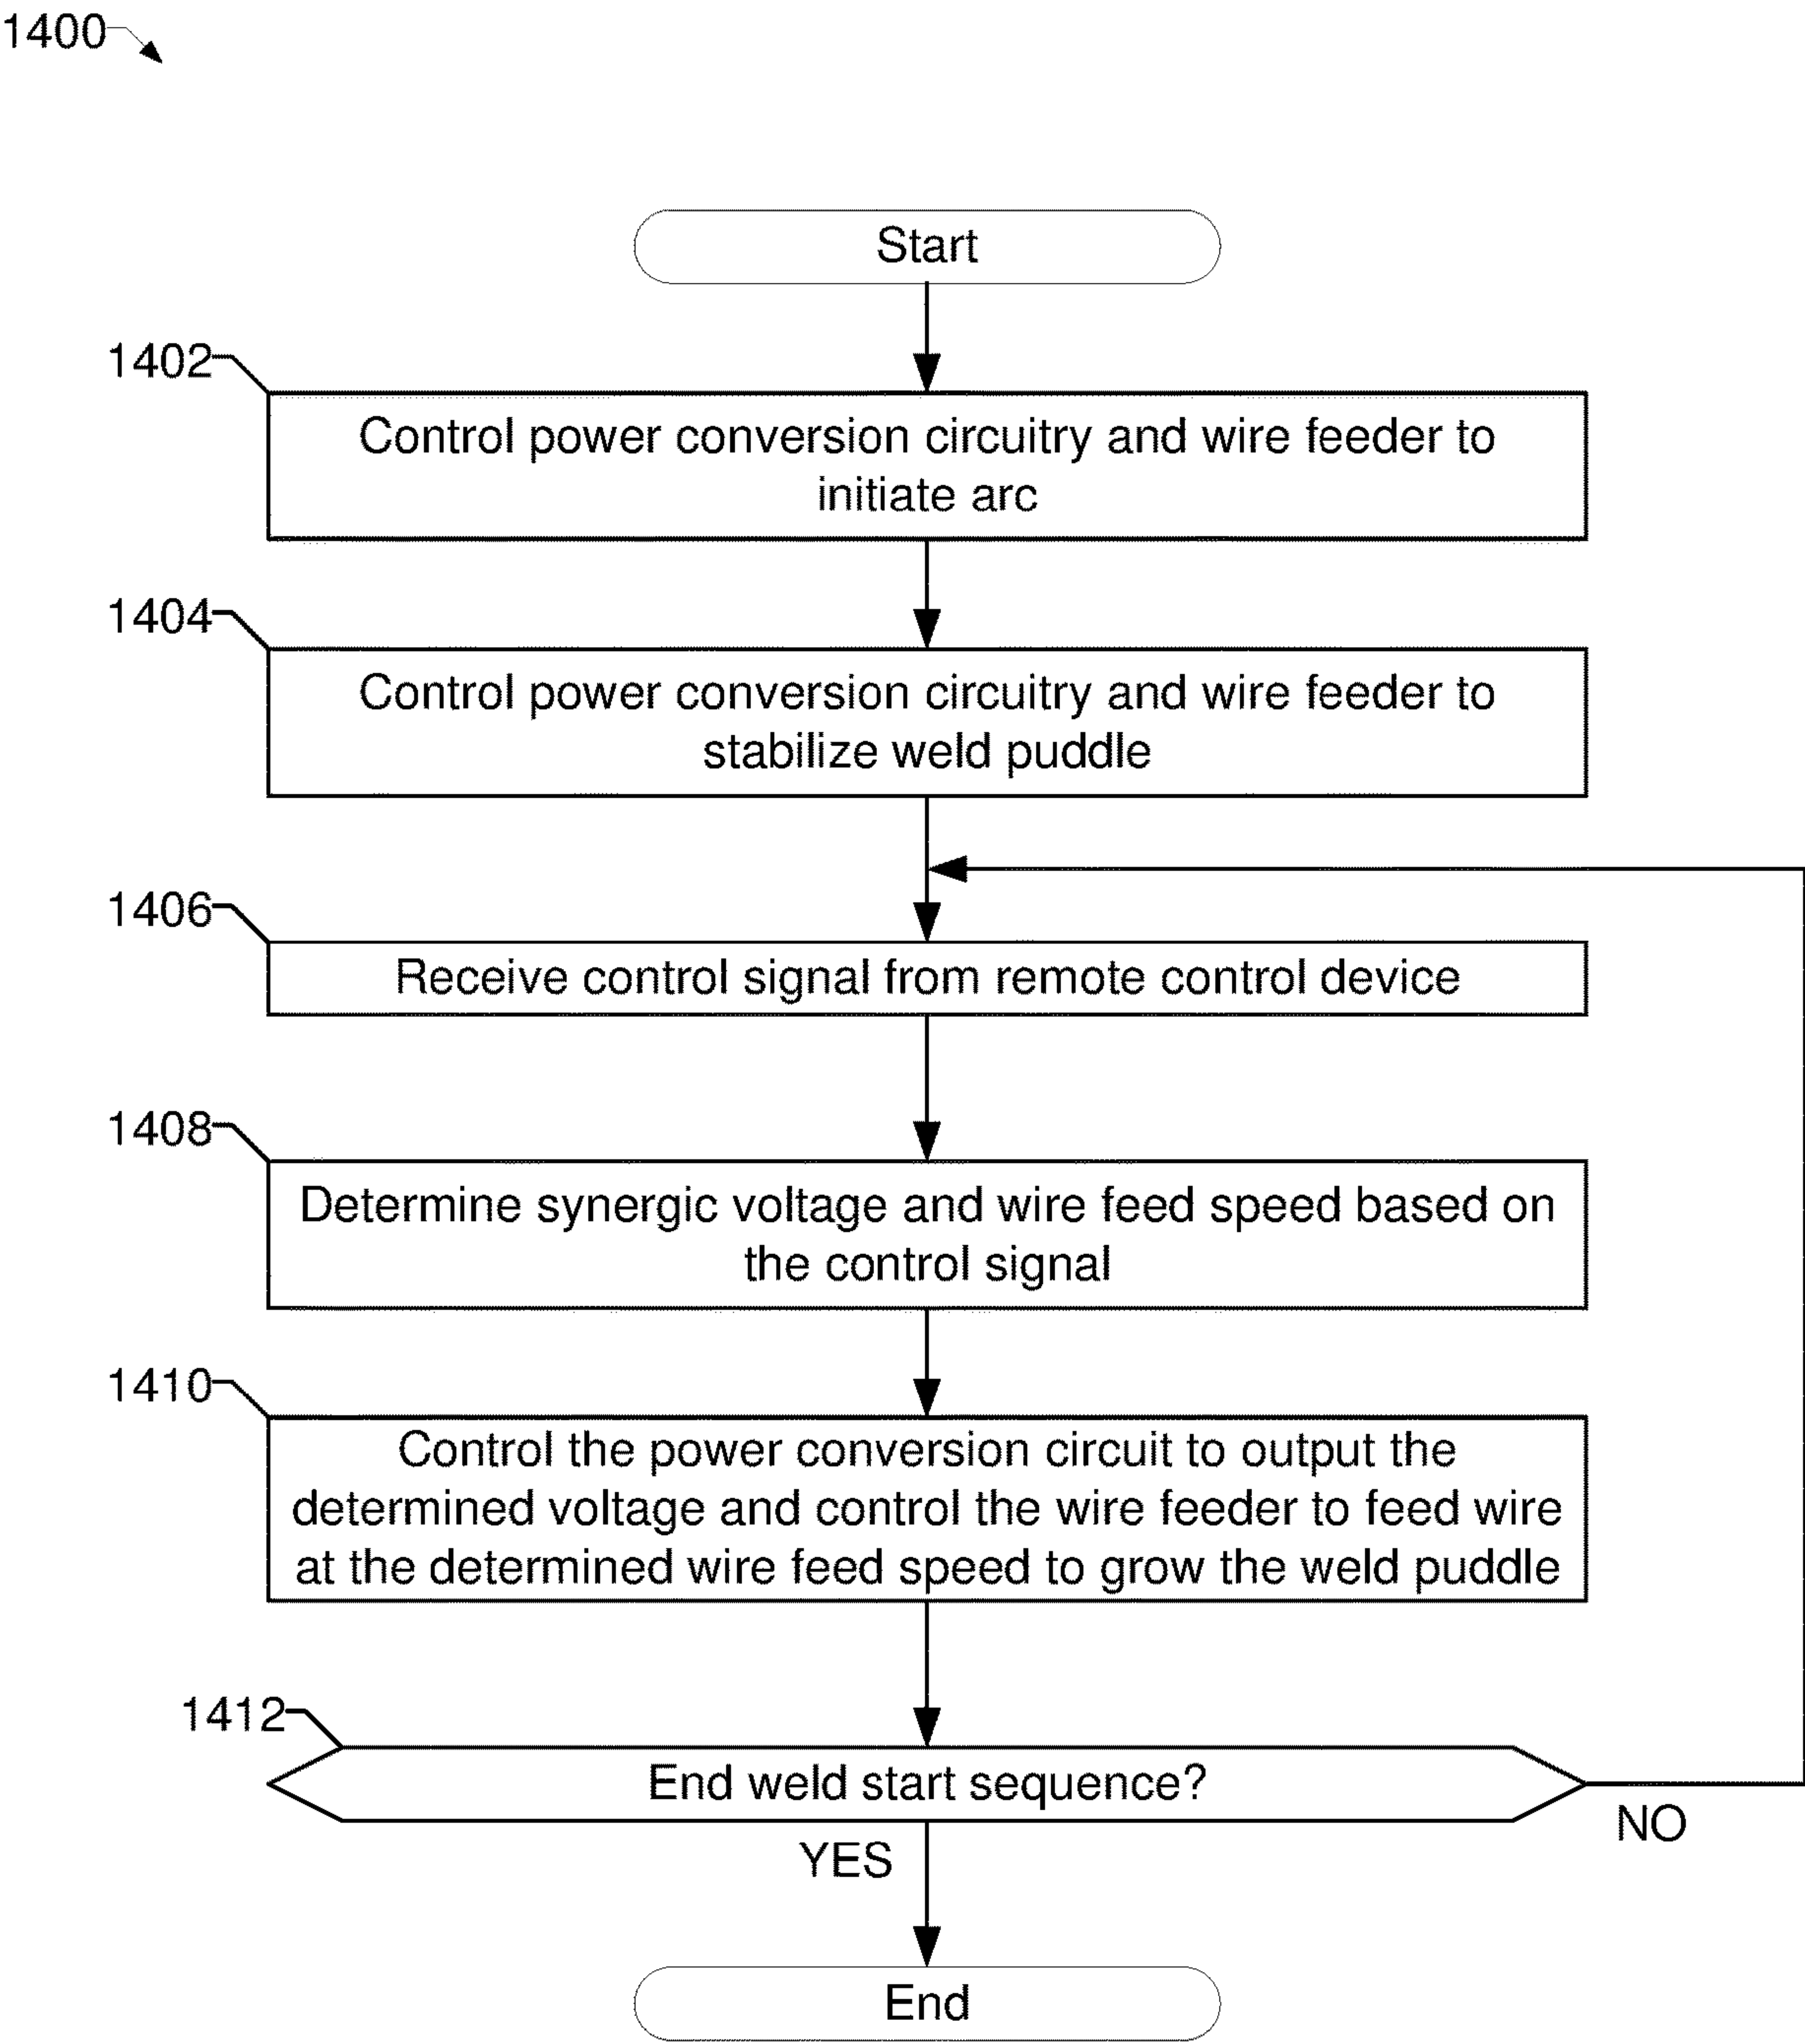 1400
Start
1402
Control power conversion circuitry and wire feeder to
initiate arc
1404
Control power conversion circuitry and wire feeder to
stabilize weld puddle
1406
Receive control signal from remote control device
1408
Determine synergic voltage and wire feed speed based on
the control signal
1410
Control the power conversion circuit to output the
determined voltage and control the wire feeder to feed wire
at the determined wire feed speed to grow the weld puddle
1412
End weld start sequence?
NO
YES
End